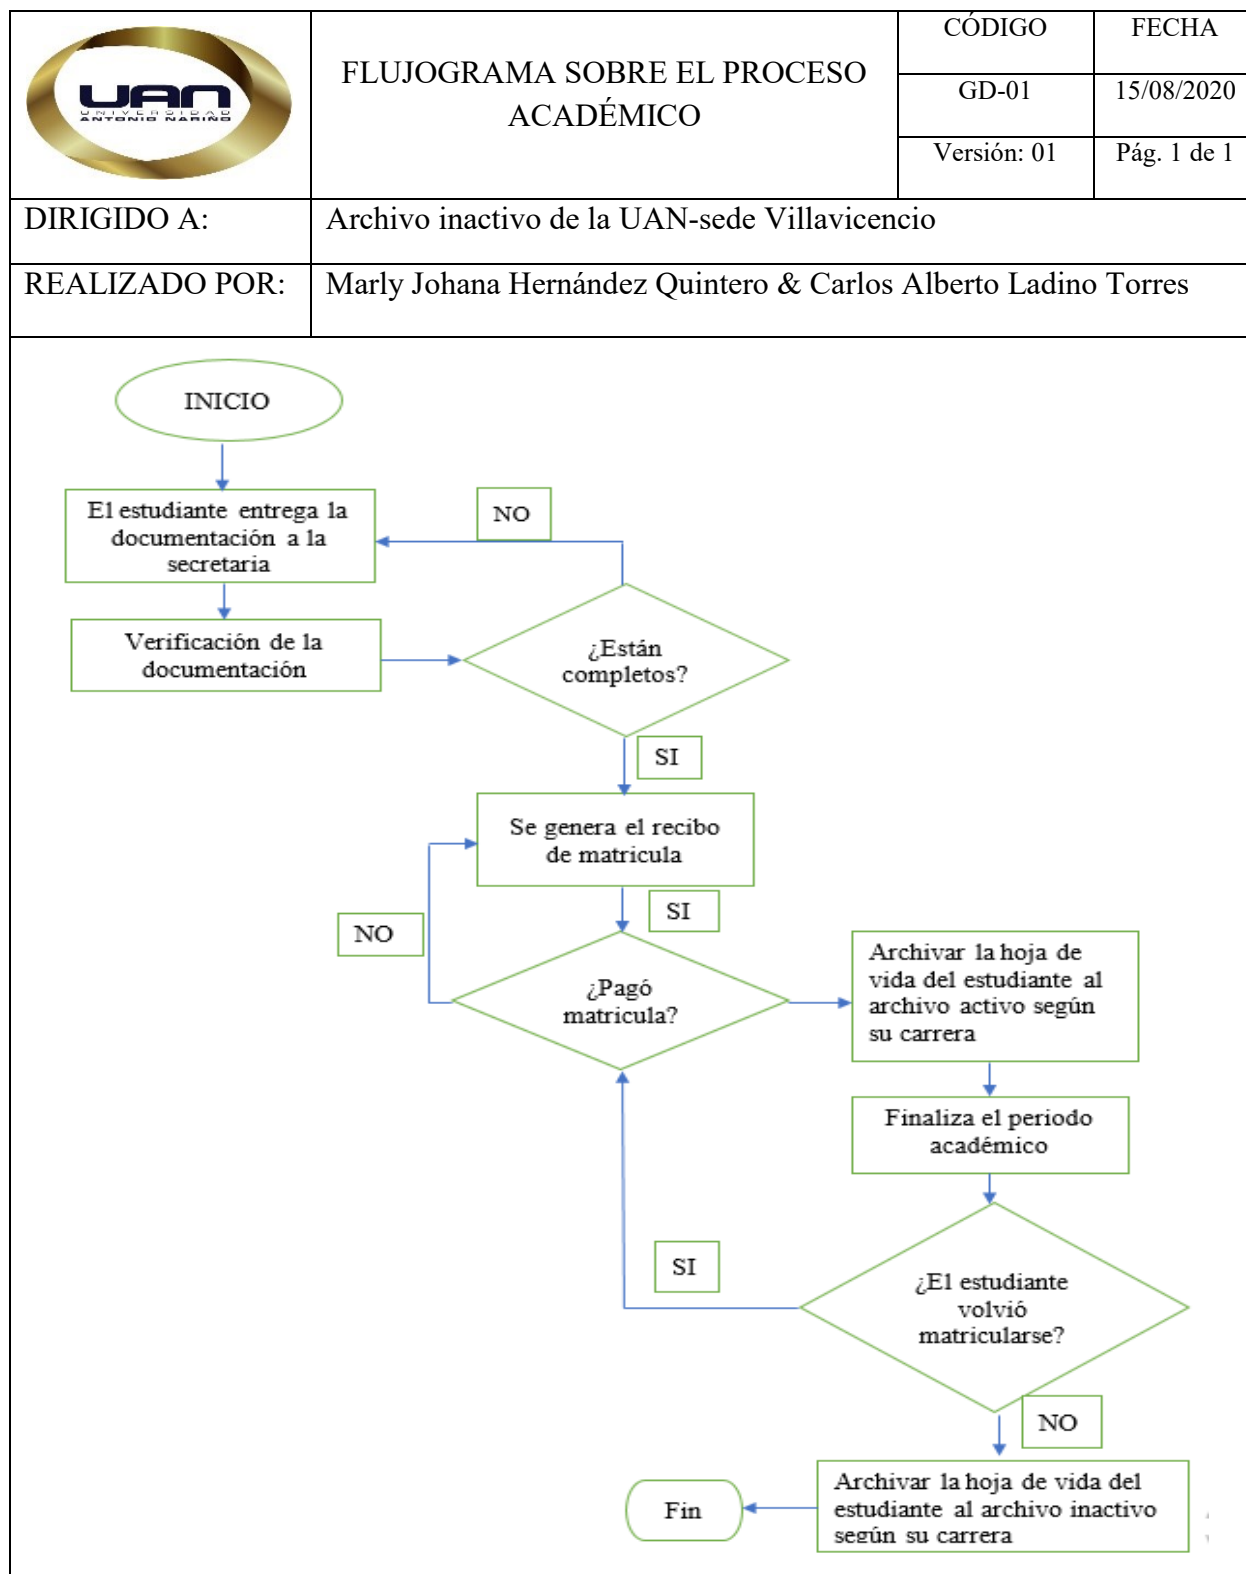 UAN
UNIVERSIDAD
ANTONIO NARIÑO
FLUJOGRAMA SOBRE EL PROCESO
ACADÉMICO
CÓDIGO
FECHA
GD-01
15/08/2020
Versión: 01
Pág. 1 de 1
DIRIGIDO A:
Archivo inactivo de la UAN-sede Villavicencio
REALIZADO POR:
Marly Johana Hernández Quintero & Carlos Alberto Ladino Torres
INICIO
El estudiante entrega la
documentación a la
secretaria
NO
Verificación de la
documentación
¿Están
completos?
SI
Se genera el recibo
de matricula
SI
NO
¿Pagó
matricula?
Archivar la hoja de
vida del estudiante al
archivo activo según
su carrera
Finaliza el periodo
académico
SI
¿El estudiante
volvió
matricularse?
NO
Archivar la hoja de vida del
estudiante al archivo inactivo
según su carrera
Fin